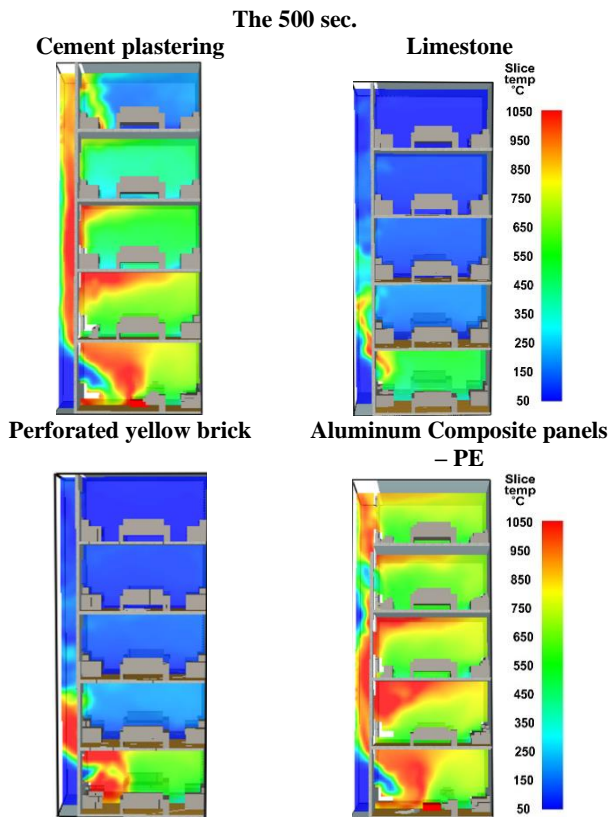 The 500 sec.
Cement plastering
Limestone
Slice
temp
°C
1050
950
850
750
650
550
450
350
250
150
50
Perforated yellow brick
Aluminum Composite panels
– PE
Slice
temp
°C
1050
950
850
750
650
550
450
350
250
150
50